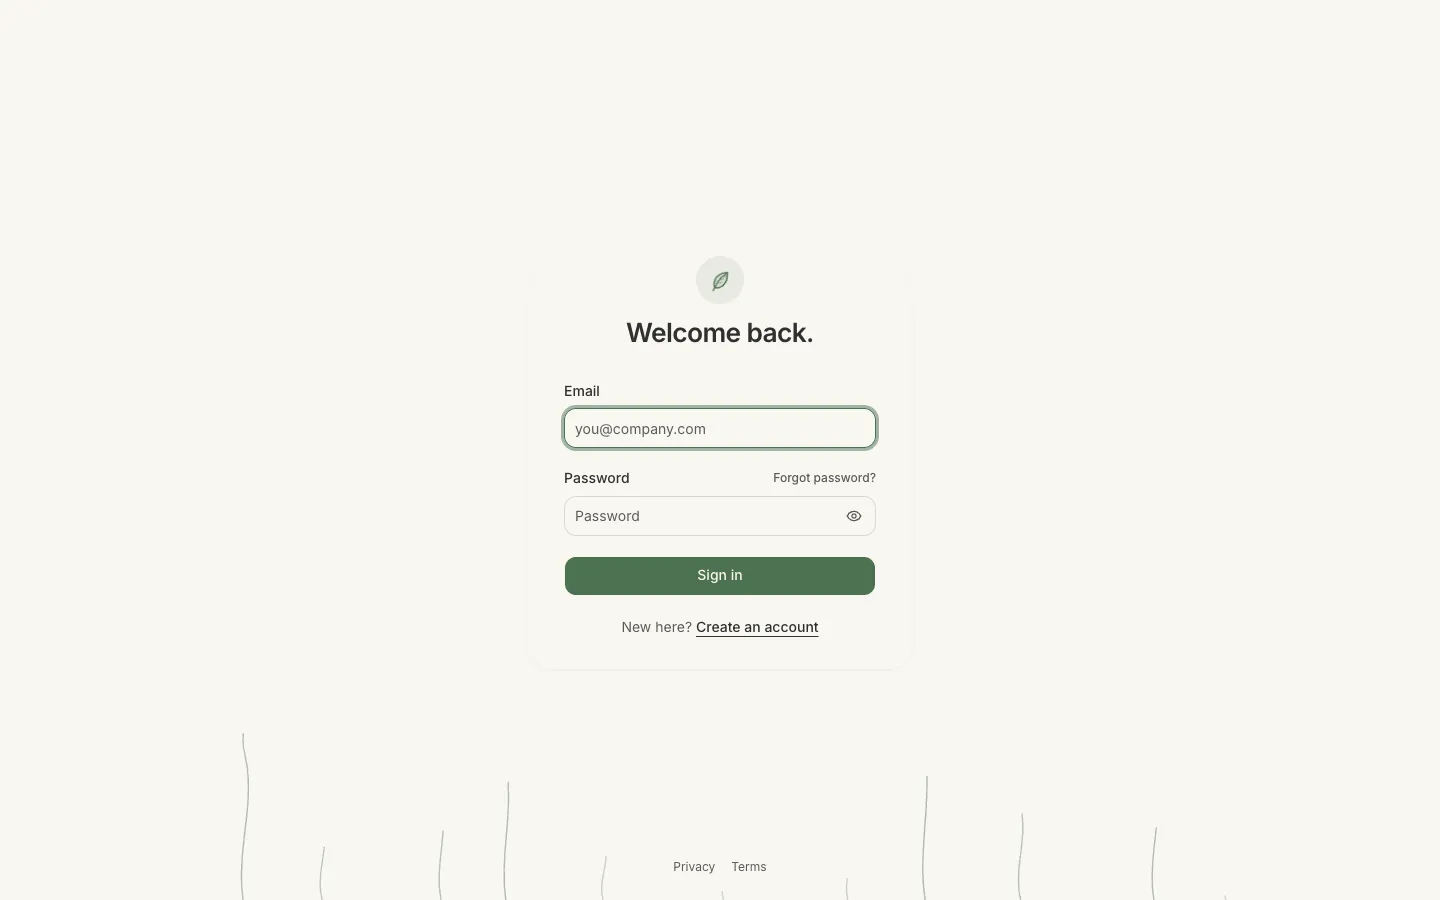 Welcome back.
Email
you@company.com
Password Forgot password?
Password
Sign in
New here? Create an account
Privacy Terms